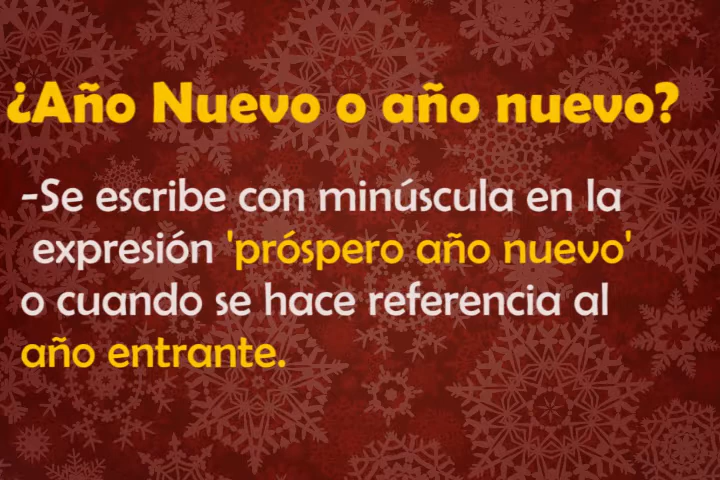 ¿Año Nuevo o año nuevo?
-Se escribe con minúscula en la
expresión 'próspero año nuevo'
o cuando se hace referencia al
año entrante.